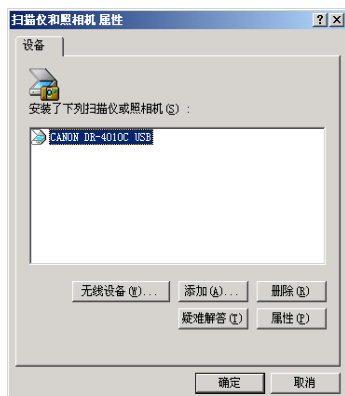 扫描仪和照相机 属性
设备
安装了下列扫描仪或照相机(S) :
CANON DR-4010C USB
无线设备(W)... 添加(A)... 删除(R)
疑难解答(T) 属性(P)
确定 取消